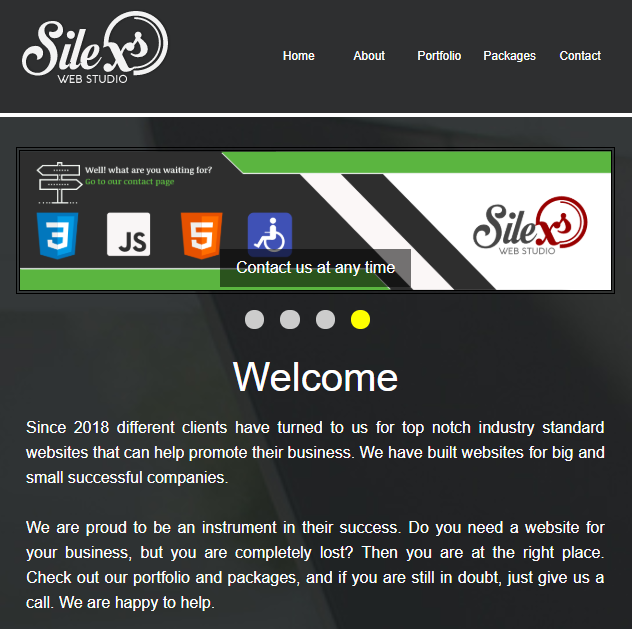 Silexs
WEB STUDIO
Home About Portfolio Packages Contact
Well! what are you waiting for?
Go to our contact page
3 JS 5
Silexs
WEB STUDIO
Contact us at any time
Welcome
Since 2018 different clients have turned to us for top notch industry standard
websites that can help promote their business. We have built websites for big and
small successful companies.
We are proud to be an instrument in their success. Do you need a website for
your business, but you are completely lost? Then you are at the right place.
Check out our portfolio and packages, and if you are still in doubt, just give us a
call. We are happy to help.